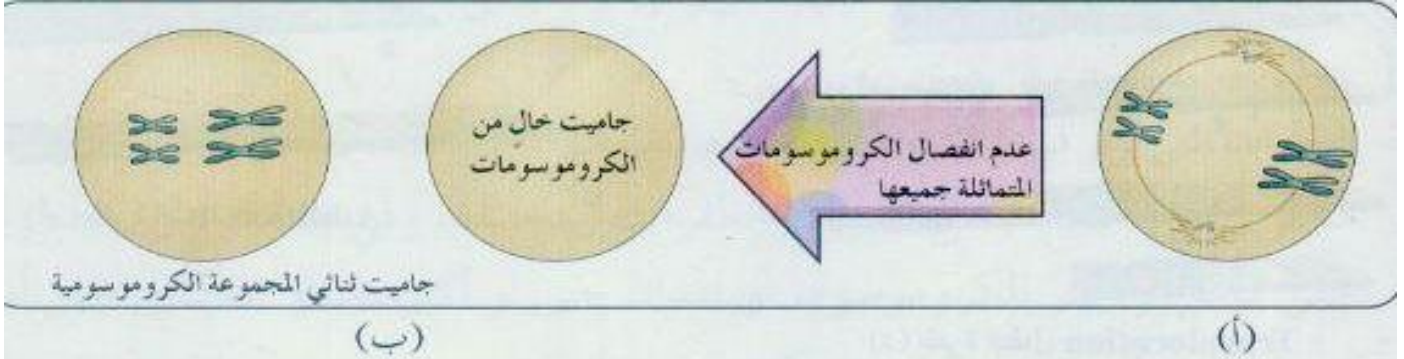 عدم انفصال الكروموسومات
المتماثلة جميعها
جاميت خالٍ من
الكروموسومات
جاميت ثنائي المجموعة الكروموسومية
(أ)
(ب)